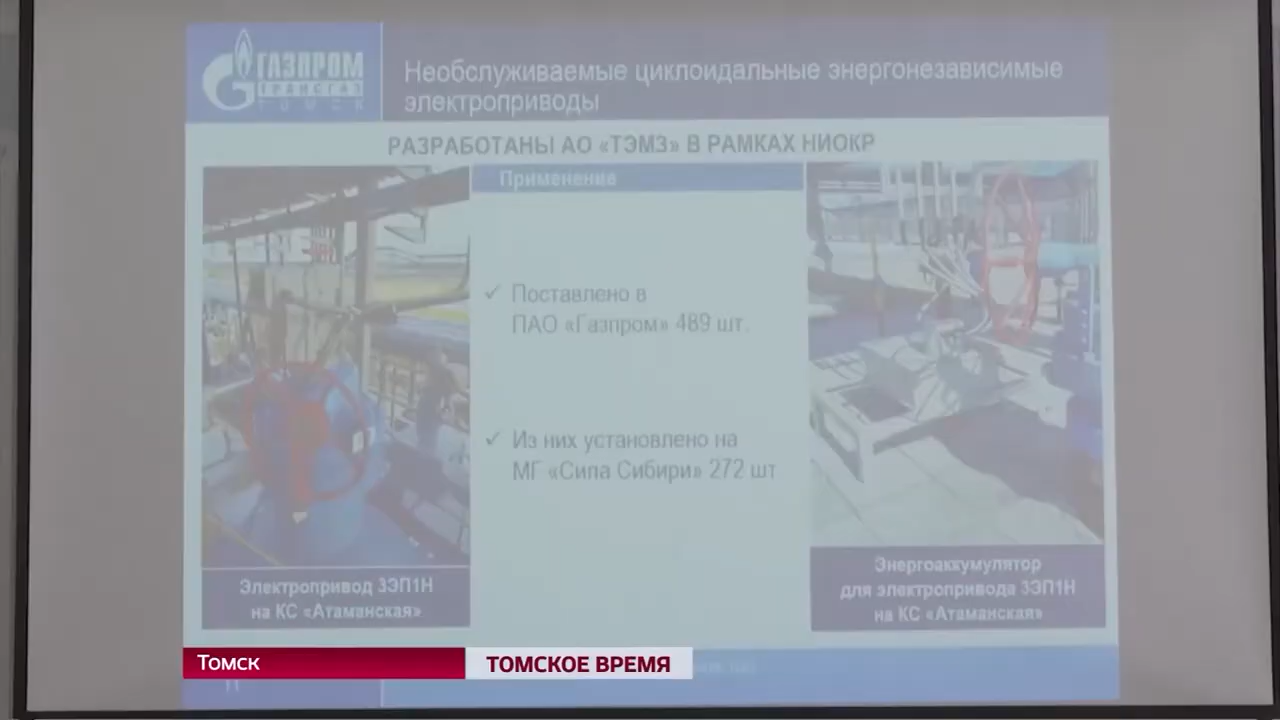 ГАЗПРОМ
ТРАНСГАЗ
ТОМСК
Необслуживаемые циклоидальные энергонезависимые
электроприводы
РАЗРАБОТАНЫ АО «ТЭМЗ» В РАМКАХ НИОКР
Применение
✓ Поставлено в
ПАО «Газпром» 489 шт.
✓ Из них установлено на
МГ «Сила Сибири» 272 шт
Электропривод ЗЭП1Н
на КС «Атаманская»
Энергоаккумулятор
для электропривода ЗЭП1Н
на КС «Атаманская»
Томск
ТОМСКОЕ ВРЕМЯ